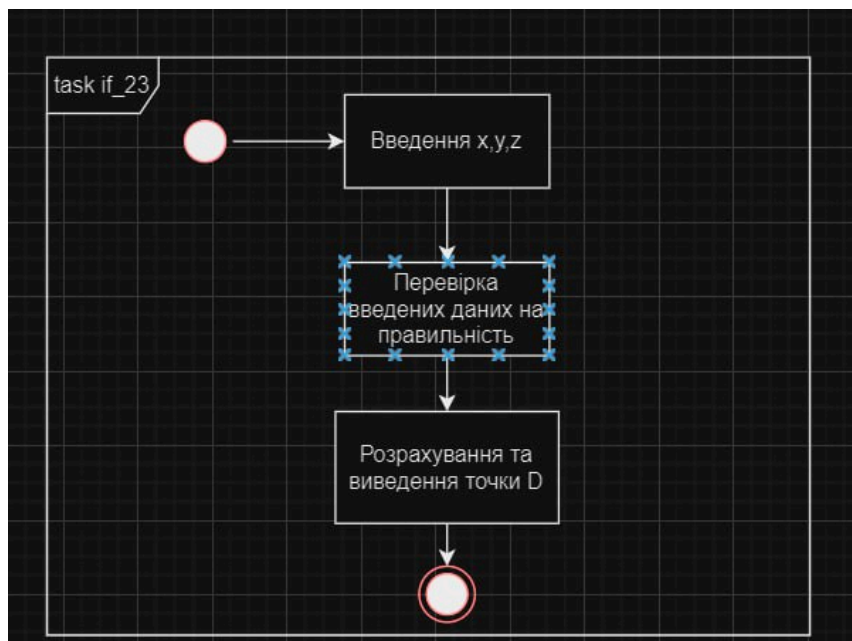 task if_23
Введення x,y,z
Перевірка
введених даних на
правильність
Розрахування та
виведення точки D